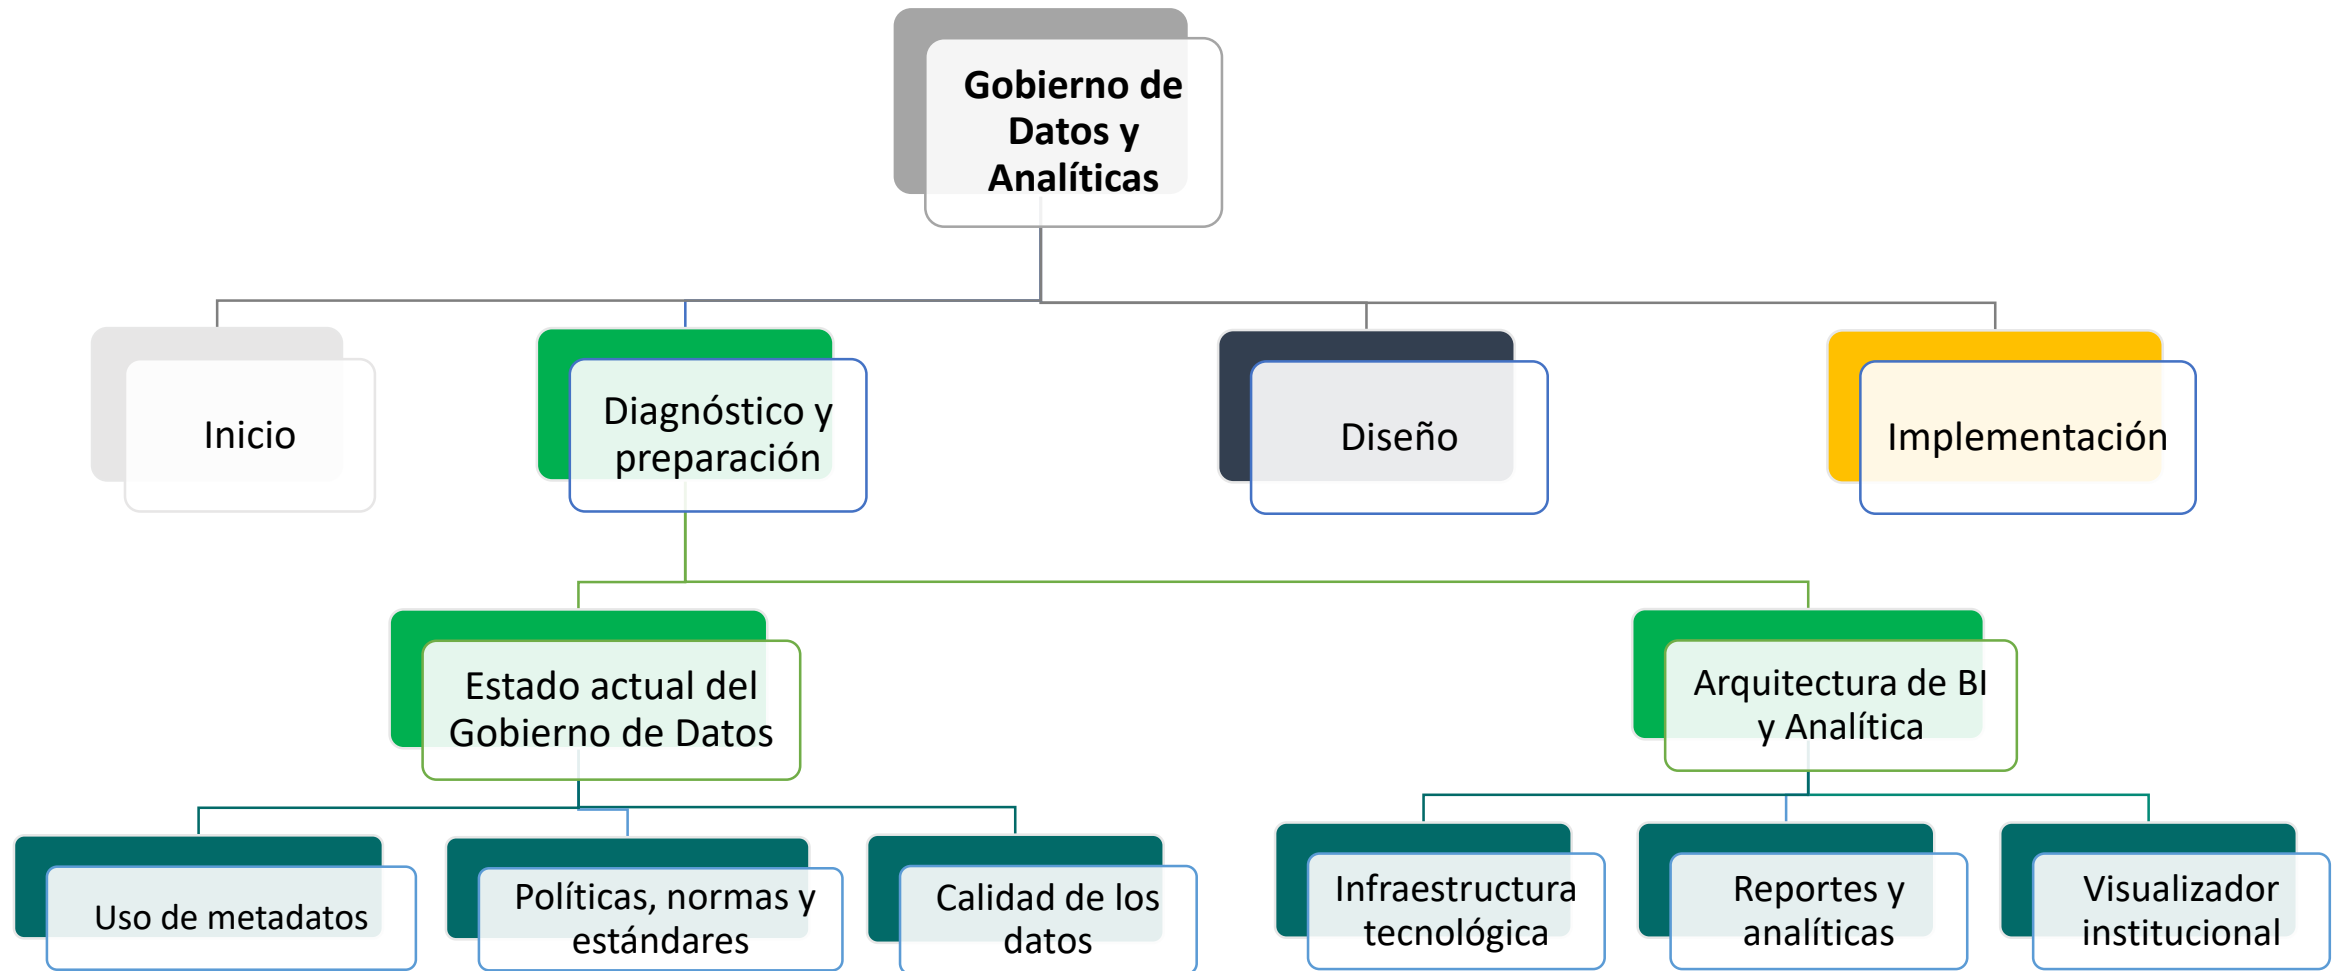 Gobierno de
Datos y
Analíticas
Inicio
Diagnóstico y
preparación
Diseño
Implementación
Estado actual del
Gobierno de Datos
Arquitectura de BI
y Analítica
Uso de metadatos
Políticas, normas y
estándares
Calidad de los
datos
Infraestructura
tecnológica
Reportes y
analíticas
Visualizador
institucional